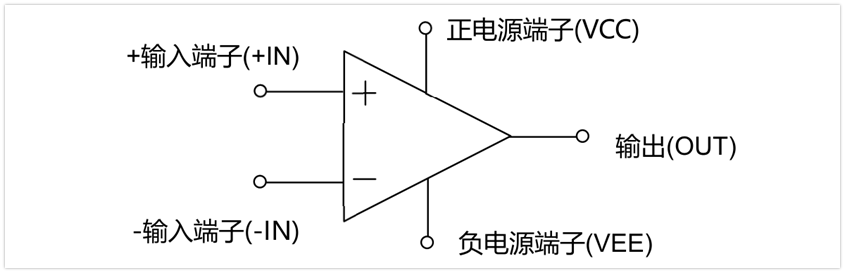 正电源端子(VCC)
+输入端子(+IN)
+
输出(OUT)
−
-输入端子(-IN)
负电源端子(VEE)